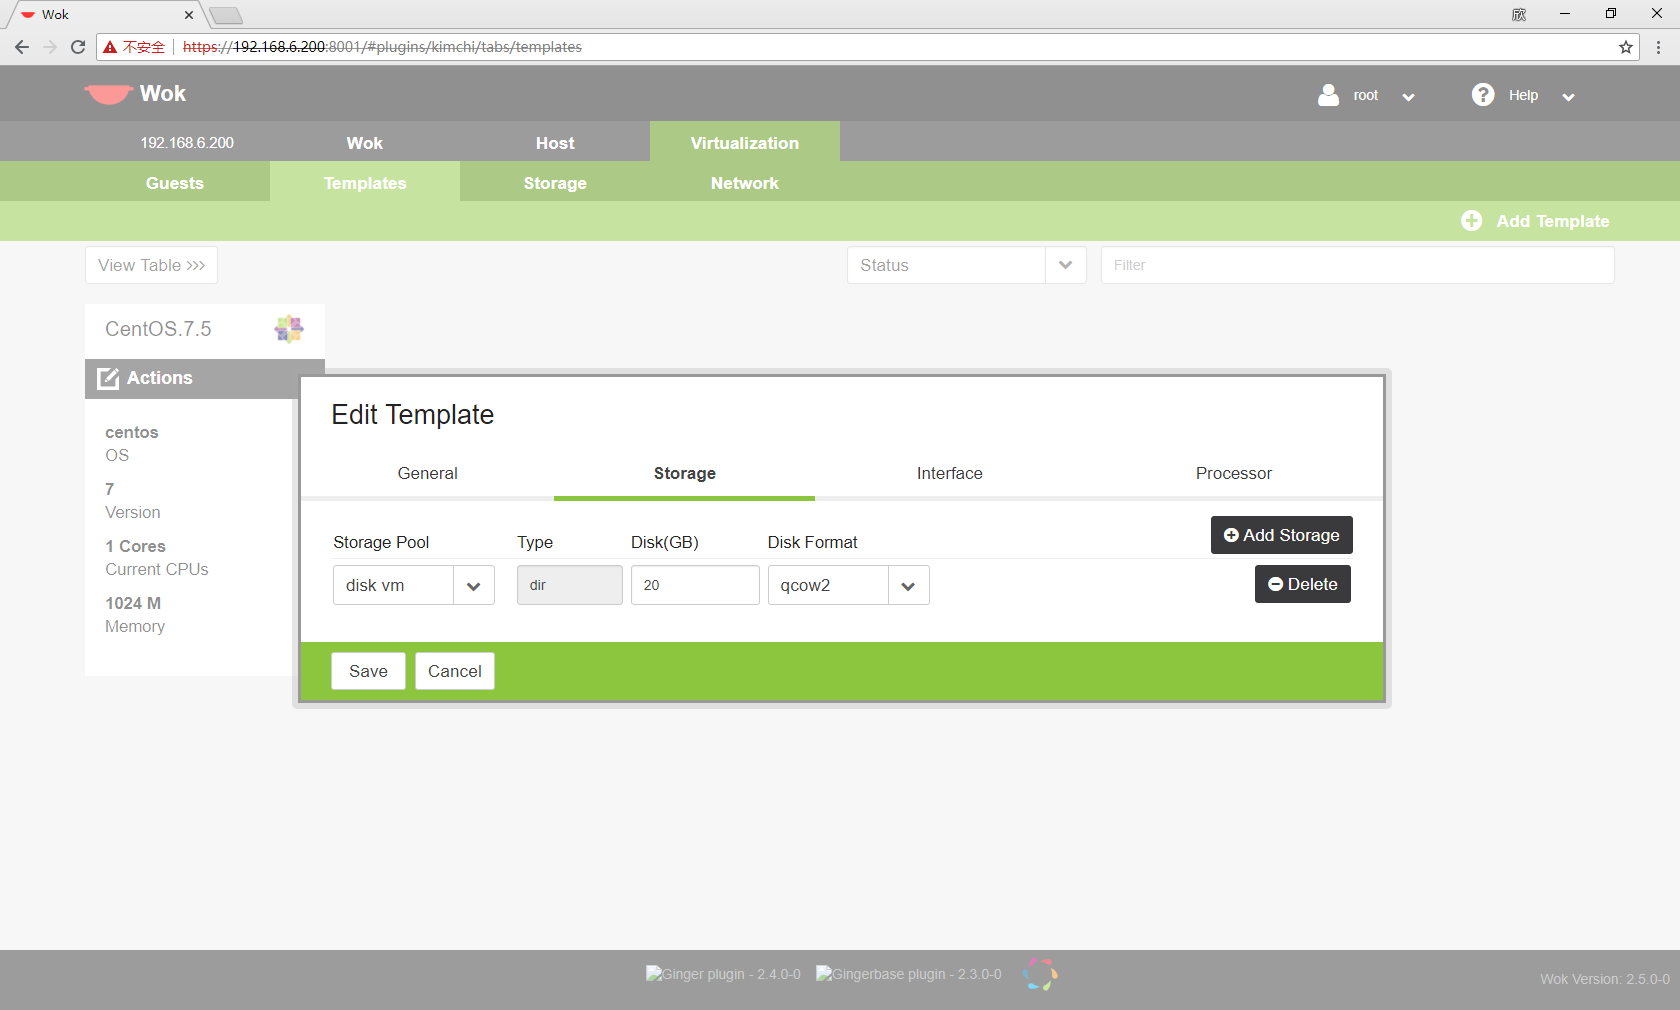 Wok
欣
不安全 https://192.168.6.200:8001/#plugins/kimchi/tabs/templates
Wok root Help
192.168.6.200 Wok Host Virtualization
Guests Templates Storage Network
Add Template
View Table >>> Status Filter
CentOS.7.5
Actions
centos
OS
7
Version
1 Cores
Current CPUs
1024 M
Memory
Edit Template
General Storage Interface Processor
Add Storage
Storage Pool Type Disk(GB) Disk Format
disk vm dir 20 qcow2 Delete
Save Cancel
Ginger plugin - 2.4.0-0 Gingerbase plugin - 2.3.0-0
Wok Version: 2.5.0-0